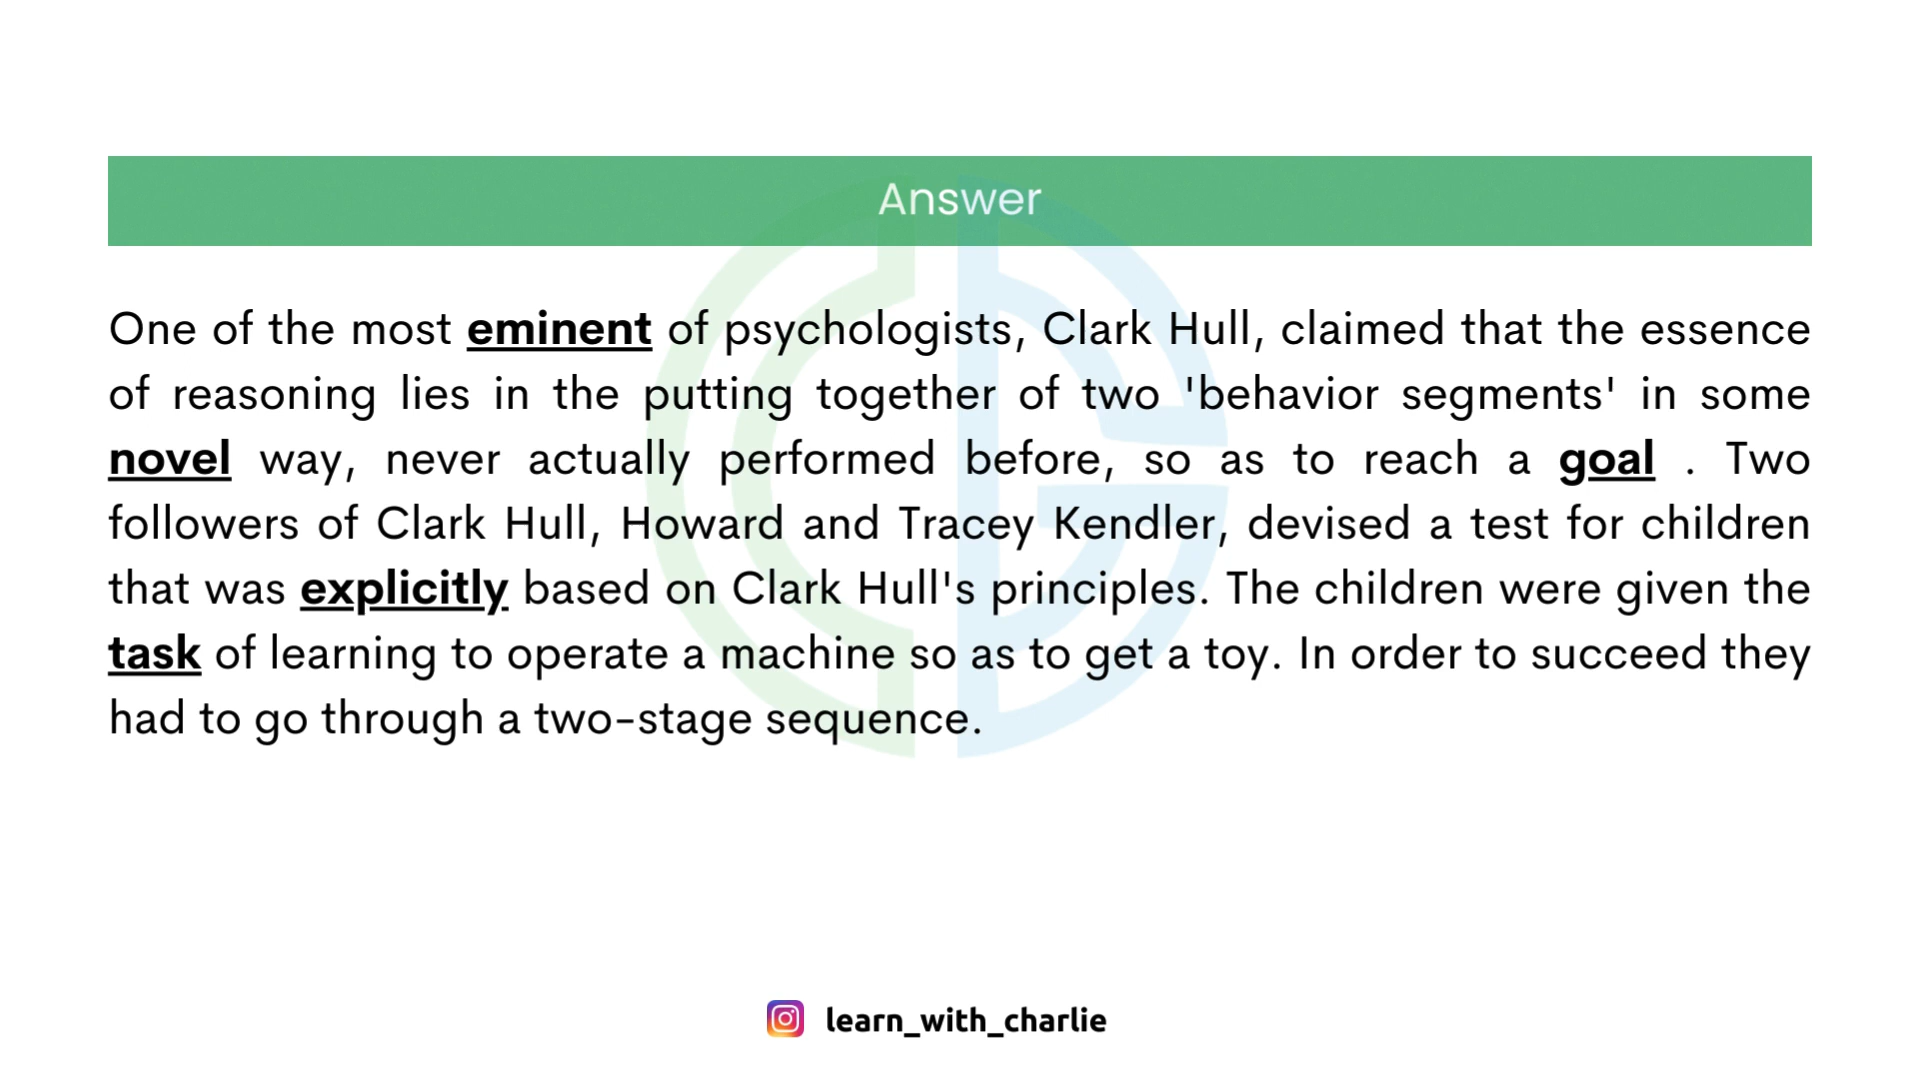 Answer
One of the most eminent of psychologists, Clark Hull, claimed that the essence
of reasoning lies in the putting together of two 'behavior segments' in some
novel way, never actually performed before, so as to reach a goal . Two
followers of Clark Hull, Howard and Tracey Kendler, devised a test for children
that was explicitly based on Clark Hull's principles. The children were given the
task of learning to operate a machine so as to get a toy. In order to succeed they
had to go through a two-stage sequence.
learn_with_charlie